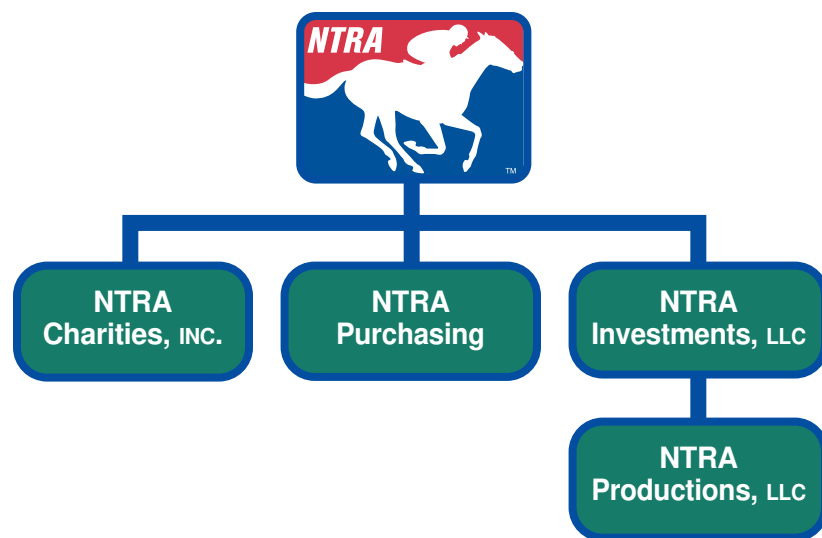 NTRA
TM
NTRA
Charities, INC.
NTRA
Purchasing
NTRA
Investments, LLC
NTRA
Productions, LLC